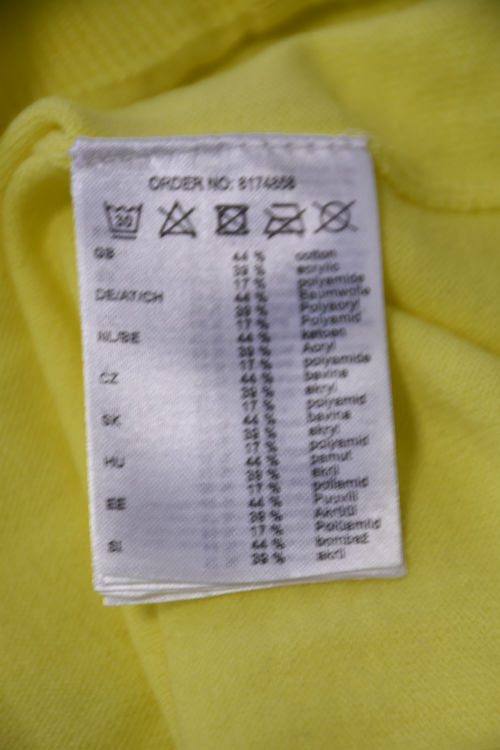 ORDER NO: 8174858
30
GB 44 % cotton
39 % acrylic
17 % polyamide
DE/AT/CH 44 % Baumwolle
39 % Polyacryl
17 % Polyamid
NL/BE 44 % katoen
39 % Acryl
17 % polyamide
CZ 44 % bavlna
39 % akryl
17 % polyamid
SK 44 % bavlna
39 % akryl
17 % polyamid
HU 44 % pamut
39 % akril
17 % poliamid
EE 44 % Puuvill
39 % Akrüül
17 % Polüamiid
SI 44 % bombaž
39 % akril